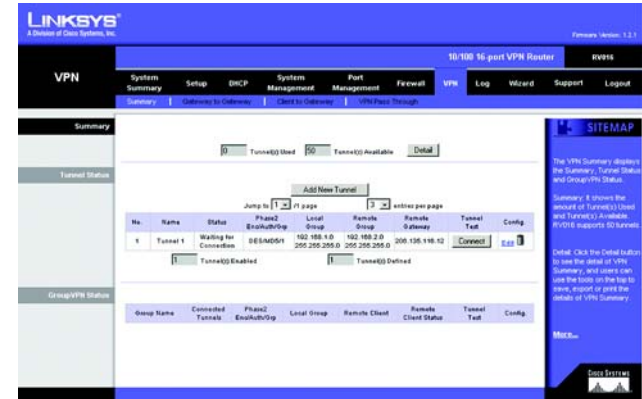 LINKSYS®
A Division of Cisco Systems, Inc.
Firmware Version: 1.2.1
10/100 16-port VPN Router
RV016
VPN
System Summary
Setup
DHCP
System Management
Port Management
Firewall
VPN
Log
Wizard
Support
Logout
Summary
Gateway to Gateway
Client to Gateway
VPN Pass Through
Summary
0 Tunnel(s) Used 50 Tunnel(s) Available Detail
Tunnel Status
Add New Tunnel
Jump to 1 /1 page 3 entries per page
No. Name Status Phase2 Enc/Auth/Grp Local Group Remote Group Remote Gateway Tunnel Test Config.
1 Tunnel 1 Waiting for Connection DES/MD5/1 192.168.1.0 255.255.255.0 192.168.2.0 255.255.255.0 Connect Edit
1 Tunnel(s) Enabled 1 Tunnel(s) Defined
GroupVPN Status
Group Name Connected Tunnels Phase2 Enc/Auth/Grp Local Group Remote Client Remote Client Status Tunnel Test Config.
SITEMAP
The VPN Summary displays
the Summary, Tunnel Status
and GroupVPN Status.
Summary: It shows the
amount of Tunnel(s) Used
and Tunnel(s) Available.
RV016 supports 50 tunnels.
Detail: Click the Detail button
to see the detail of VPN
Summary, and users can
use the tools on the top to
save, export or print the
details of VPN Summary.
More...
CISCO SYSTEMS